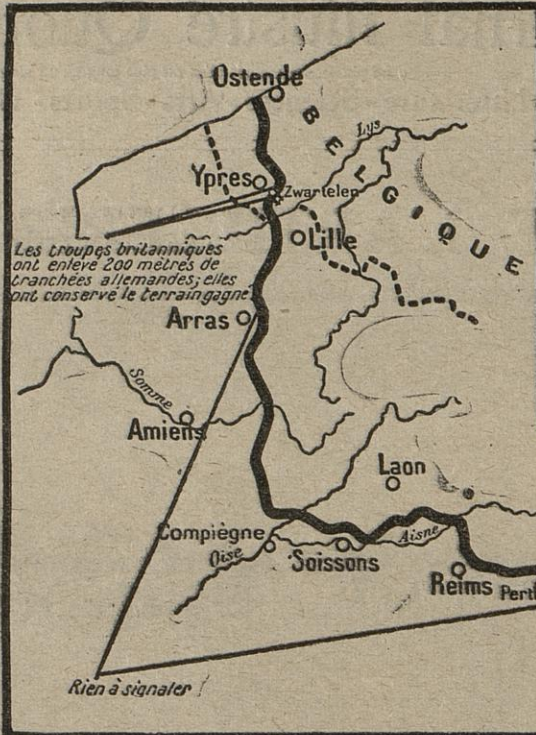 Ostende
BELGIQUE
Lys
Ypres
Zwartelen
Lille
Les troupes britanniques
ont enlevé 200 mètres de
tranchées allemandes; elles
ont conservé le terrain gagné
Arras
Somme
Amiens
Laon
Compiègne
Oise
Soissons
Aisne
Reims
Perth
Rien à signaler